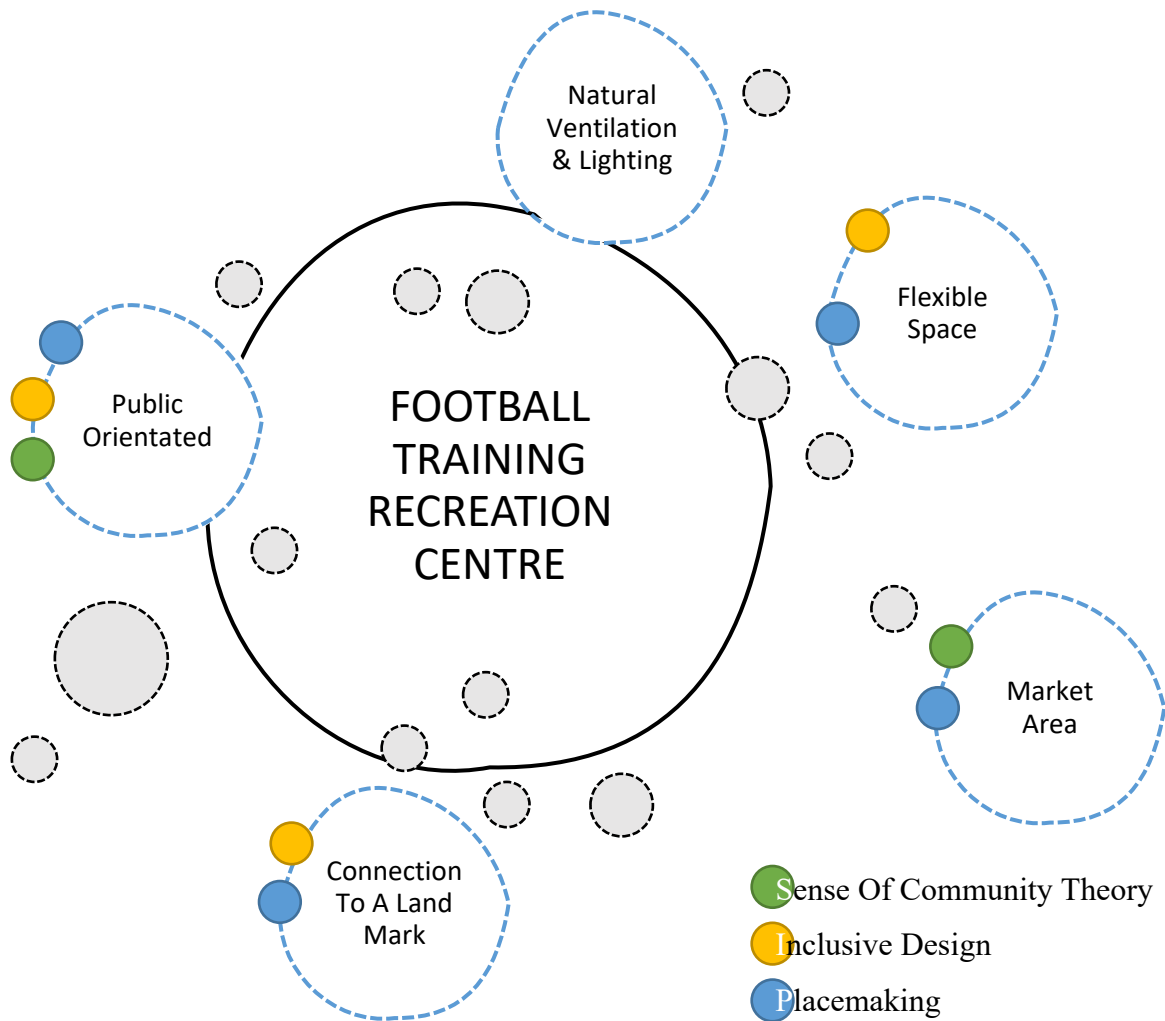 Natural
Ventilation
& Lighting
Flexible
Space
Public
Orientated
FOOTBALL
TRAINING
RECREATION
CENTRE
Market
Area
Connection
To A Land
Mark
Sense Of Community Theory
Inclusive Design
Placemaking